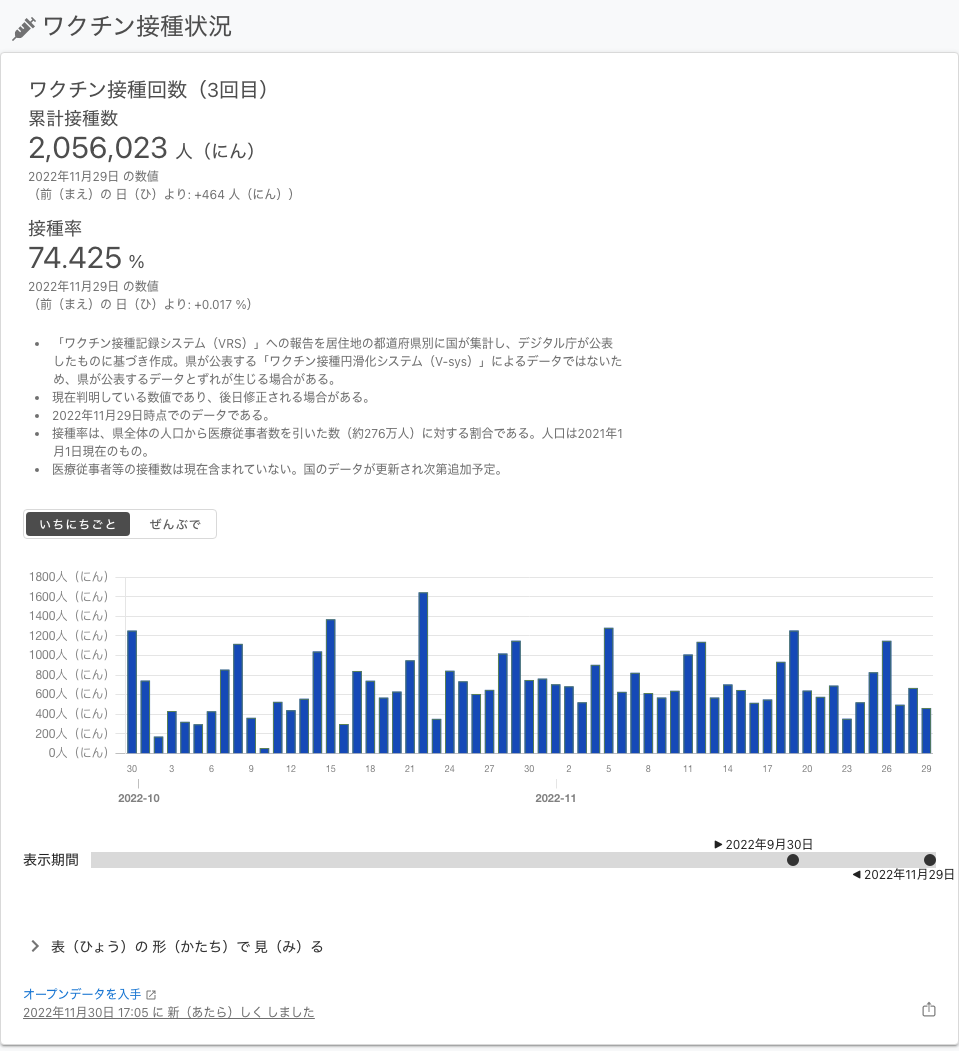 ワクチン接種状況
ワクチン接種回数（3回目）
累計接種数
2,056,023 人（にん）
2022年11月29日 の数値
（前（まえ）の 日（ひ）より: +464 人（にん））
接種率
74.425 %
2022年11月29日 の数値
（前（まえ）の 日（ひ）より: +0.017 %）
• 「ワクチン接種記録システム（VRS）」への報告を居住地の都道府県別に国が集計し、デジタル庁が公表
したものに基づき作成。県が公表する「ワクチン接種円滑化システム（V-sys）」によるデータではないた
め、県が公表するデータとずれが生じる場合がある。
• 現在判明している数値であり、後日修正される場合がある。
• 2022年11月29日時点でのデータである。
• 接種率は、県全体の人口から医療従事者数を引いた数（約276万人）に対する割合である。人口は2021年1
月1日現在のもの。
• 医療従事者等の接種数は現在含まれていない。国のデータが更新され次第追加予定。
いちにちごと ぜんぶで
1800人（にん）
1600人（にん）
1400人（にん）
1200人（にん）
1000人（にん）
800人（にん）
600人（にん）
400人（にん）
200人（にん）
0人（にん）
30 3 6 9 12 15 18 21 24 27 30 2 5 8 11 14 17 20 23 26 29
2022-10 2022-11
2022年9月30日
表示期間
2022年11月29日
表（ひょう）の 形（かたち）で 見（み）る
オープンデータを入手
2022年11月30日 17:05 に 新（あたら）しく しました